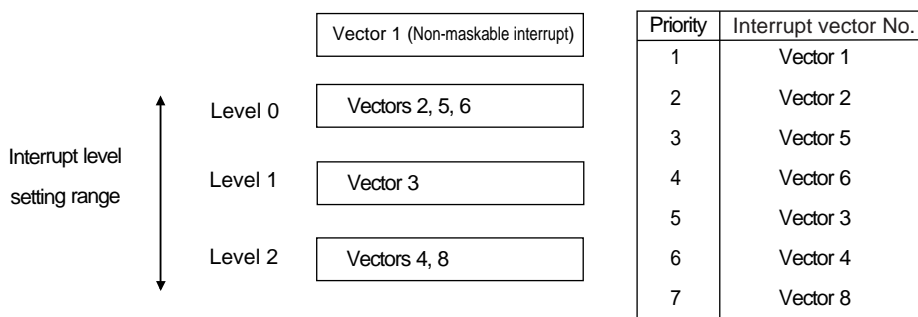 Vector 1 (Non-maskable interrupt)
Level 0
Vectors 2, 5, 6
Interrupt level
setting range
Level 1
Vector 3
Level 2
Vectors 4, 8
Priority Interrupt vector No.
1 Vector 1
2 Vector 2
3 Vector 5
4 Vector 6
5 Vector 3
6 Vector 4
7 Vector 8